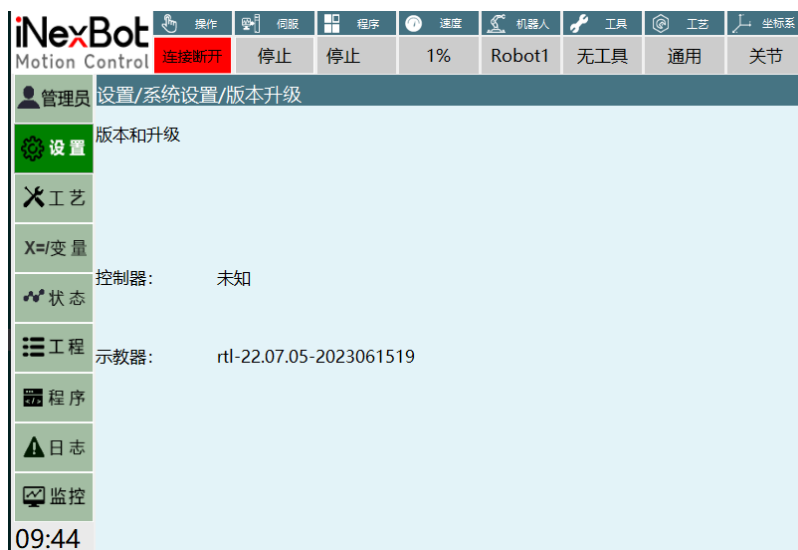 iNexBot
Motion Control
操作 伺服 程序 速度 机器人 工具 工艺 坐标系
连接断开 停止 停止 1% Robot1 无工具 通用 关节
管理员
设置/系统设置/版本升级
设置
版本和升级
工艺
X=/变量
控制器： 未知
状态
工程
示教器： rtl-22.07.05-2023061519
程序
日志
监控
09:44